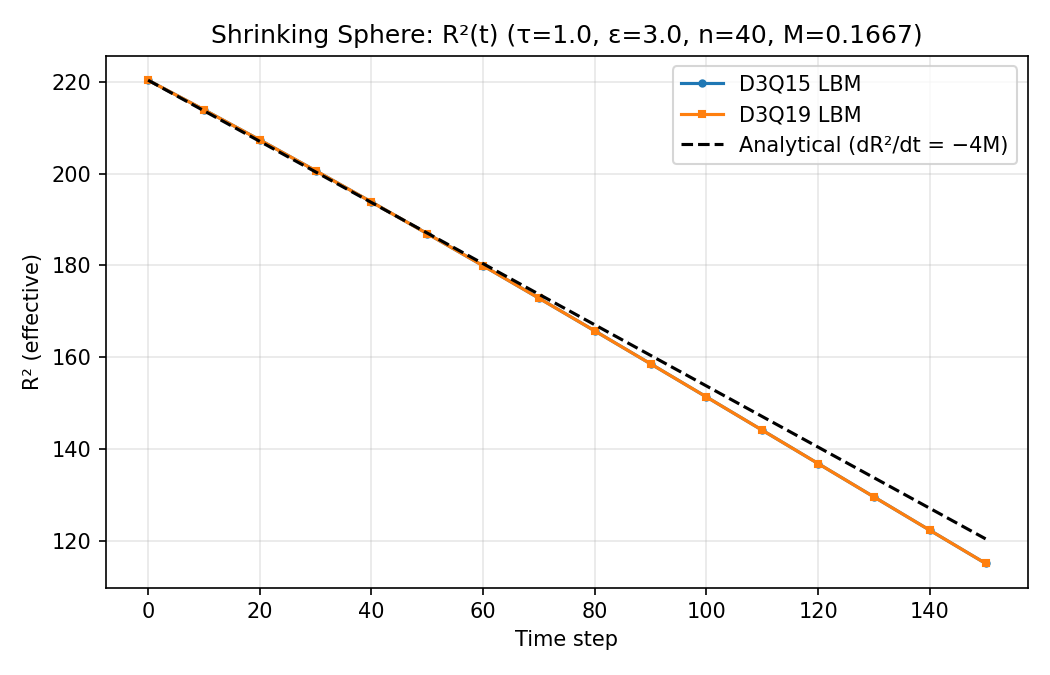 Shrinking Sphere: R²(t) (τ=1.0, ε=3.0, n=40, M=0.1667)
D3Q15 LBM
D3Q19 LBM
Analytical (dR²/dt = −4M)
R² (effective)
220
200
180
160
140
120
0 20 40 60 80 100 120 140
Time step